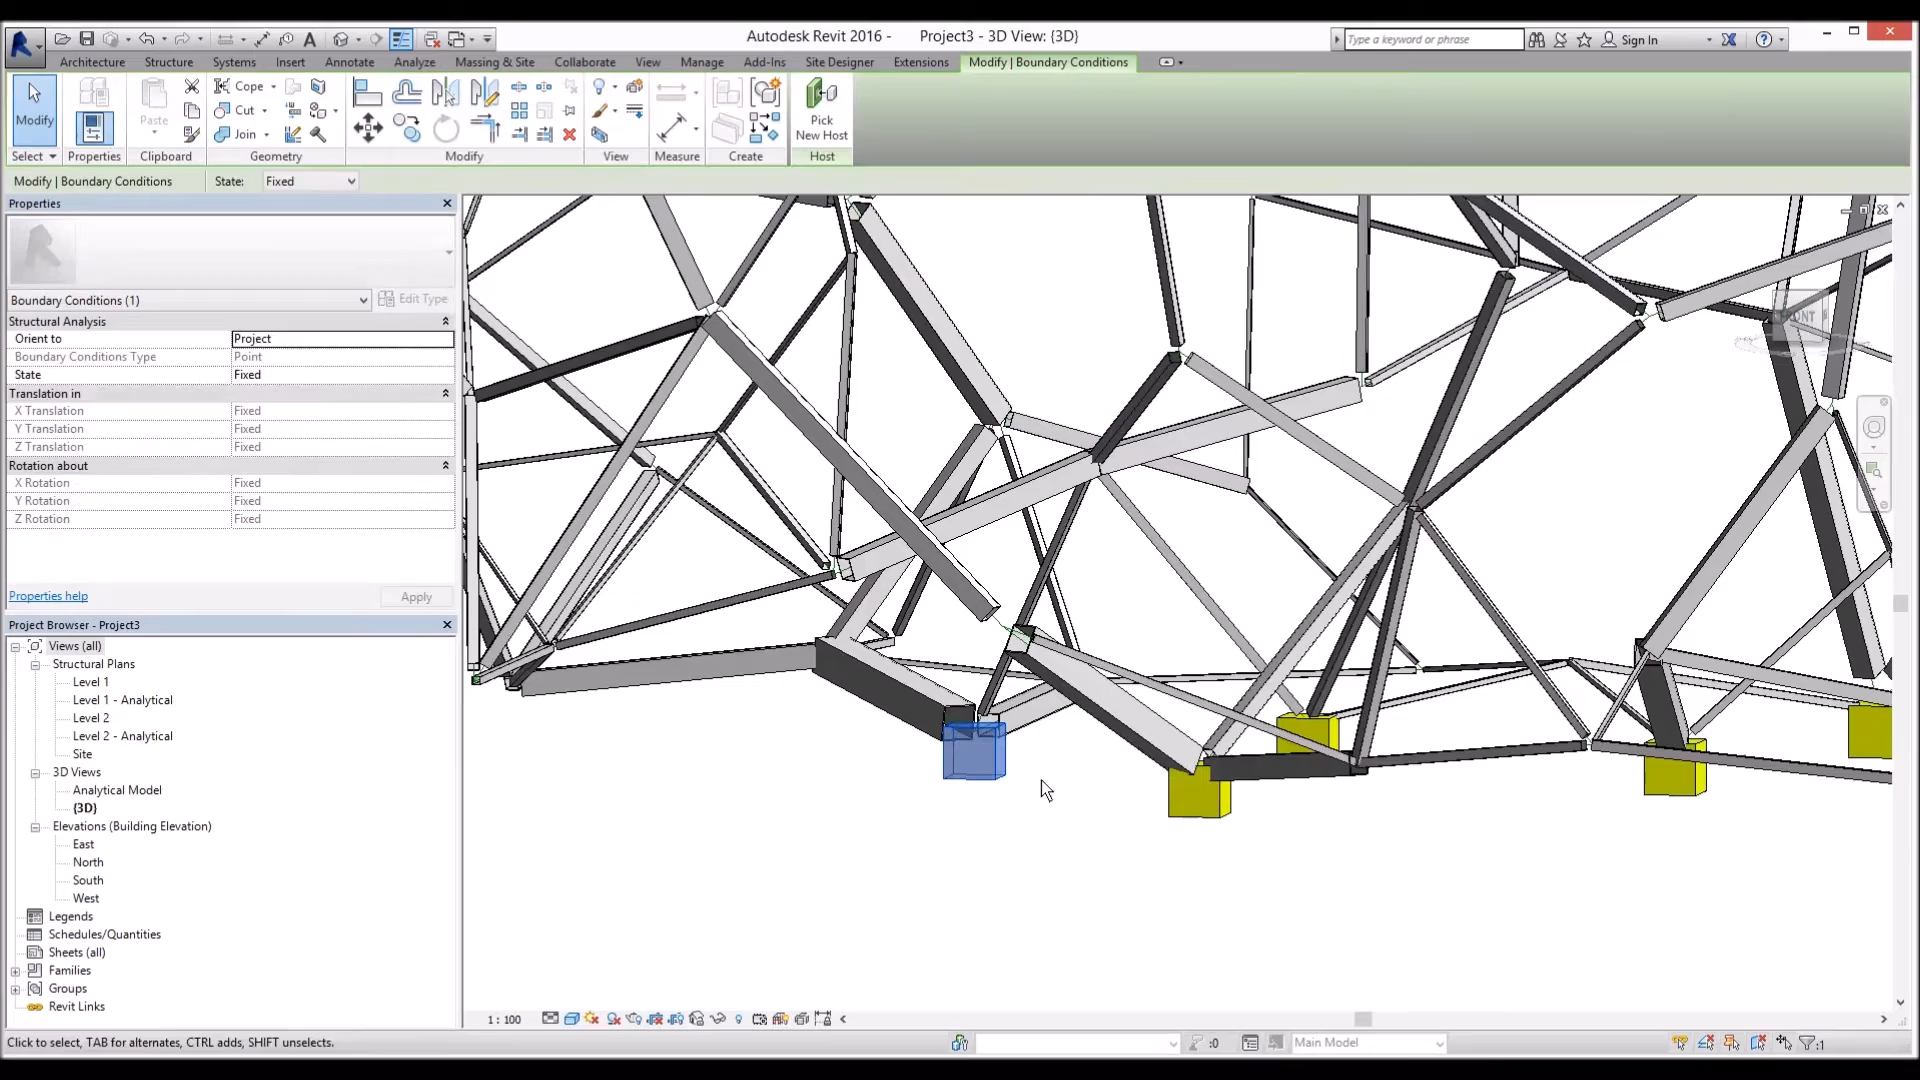 Autodesk Revit 2016 - Project3 - 3D View: {3D}
Type a keyword or phrase
Sign In
Architecture Structure Systems Insert Annotate Analyze Massing & Site Collaborate View Manage Add-Ins Site Designer Extensions Modify | Boundary Conditions
Modify
Paste
Cope
Cut
Join
Pick
New Host
Select Properties Clipboard Geometry Modify View Measure Create Host
Modify | Boundary Conditions State: Fixed
Properties
Boundary Conditions (1) Edit Type
Structural Analysis
Orient to Project
Boundary Conditions Type Point
State Fixed
Translation in
X Translation Fixed
Y Translation Fixed
Z Translation Fixed
Rotation about
X Rotation Fixed
Y Rotation Fixed
Z Rotation Fixed
Properties help Apply
Project Browser - Project3
Views (all)
Structural Plans
Level 1
Level 1 - Analytical
Level 2
Level 2 - Analytical
Site
3D Views
Analytical Model
{3D}
Elevations (Building Elevation)
East
North
South
West
Legends
Schedules/Quantities
Sheets (all)
Families
Groups
Revit Links
FRONT
1 : 100
Click to select, TAB for alternates, CTRL adds, SHIFT unselects.
:0
Main Model
:1